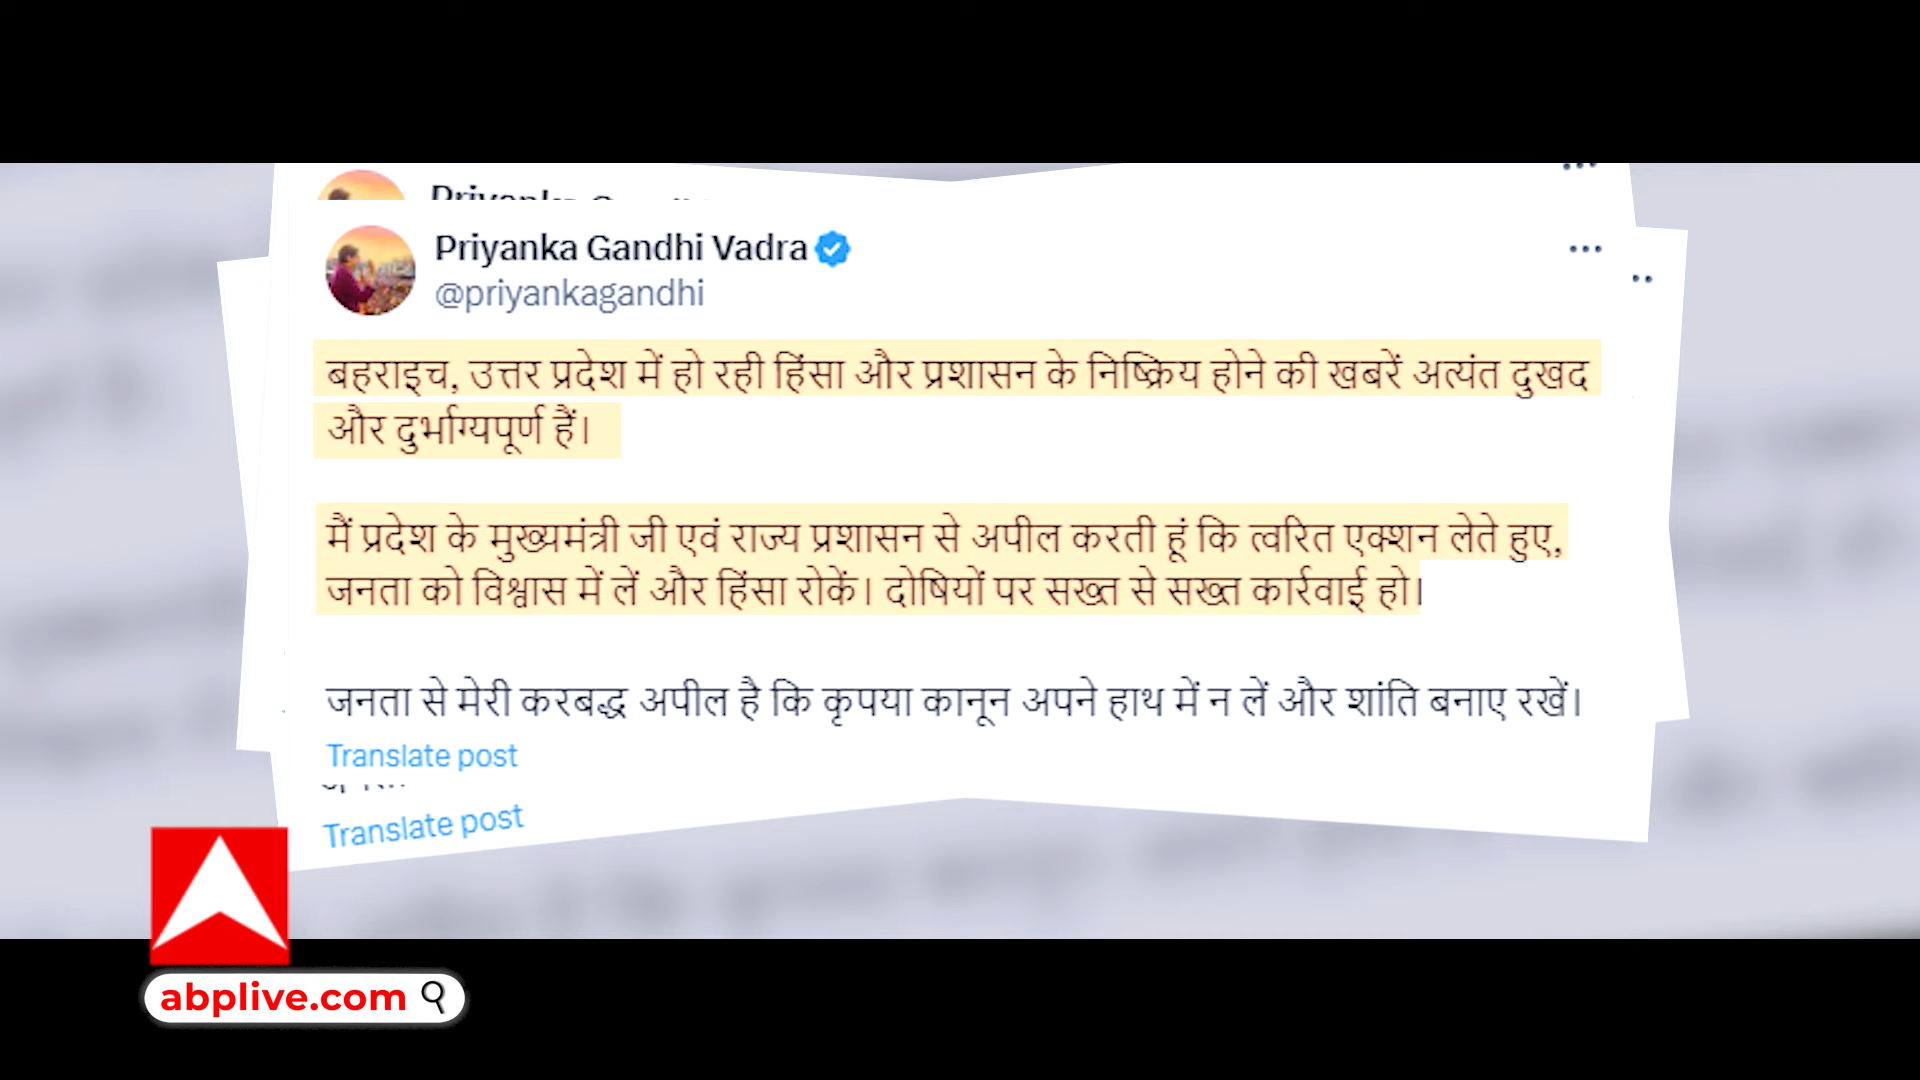 Priyanka Gandhi Vadra
@priyankagandhi
बहराइच, उत्तर प्रदेश में हो रही हिंसा और प्रशासन के निष्क्रिय होने की खबरें अत्यंत दुखद
और दुर्भाग्यपूर्ण हैं।
मैं प्रदेश के मुख्यमंत्री जी एवं राज्य प्रशासन से अपील करती हूं कि त्वरित एक्शन लेते हुए,
जनता को विश्वास में लें और हिंसा रोकें। दोषियों पर सख्त से सख्त कार्रवाई हो।
जनता से मेरी करबद्ध अपील है कि कृपया कानून अपने हाथ में न लें और शांति बनाए रखें।
Translate post
Translate post
abplive.com